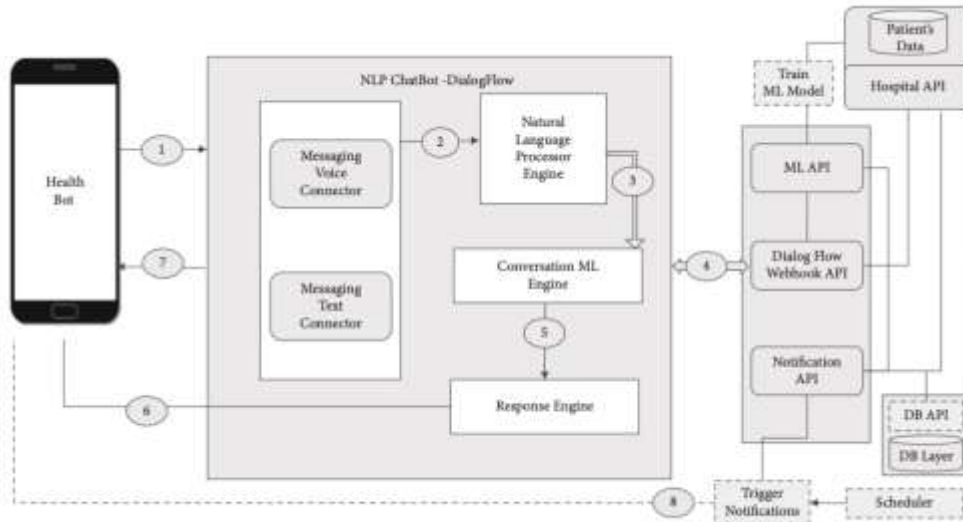 Patient's
Data
Hospital API
Train
ML Model
NLP ChatBot -DialogFlow
Health
Bot
1
7
Messaging
Voice
Connector
Messaging
Text
Connector
2
Natural
Language
Processor
Engine
3
Conversation ML
Engine
5
Response Engine
6
4
ML API
Dialog Flow
Webhook API
Notification
API
DB API
DB Layer
8
Trigger
Notifications
Scheduler